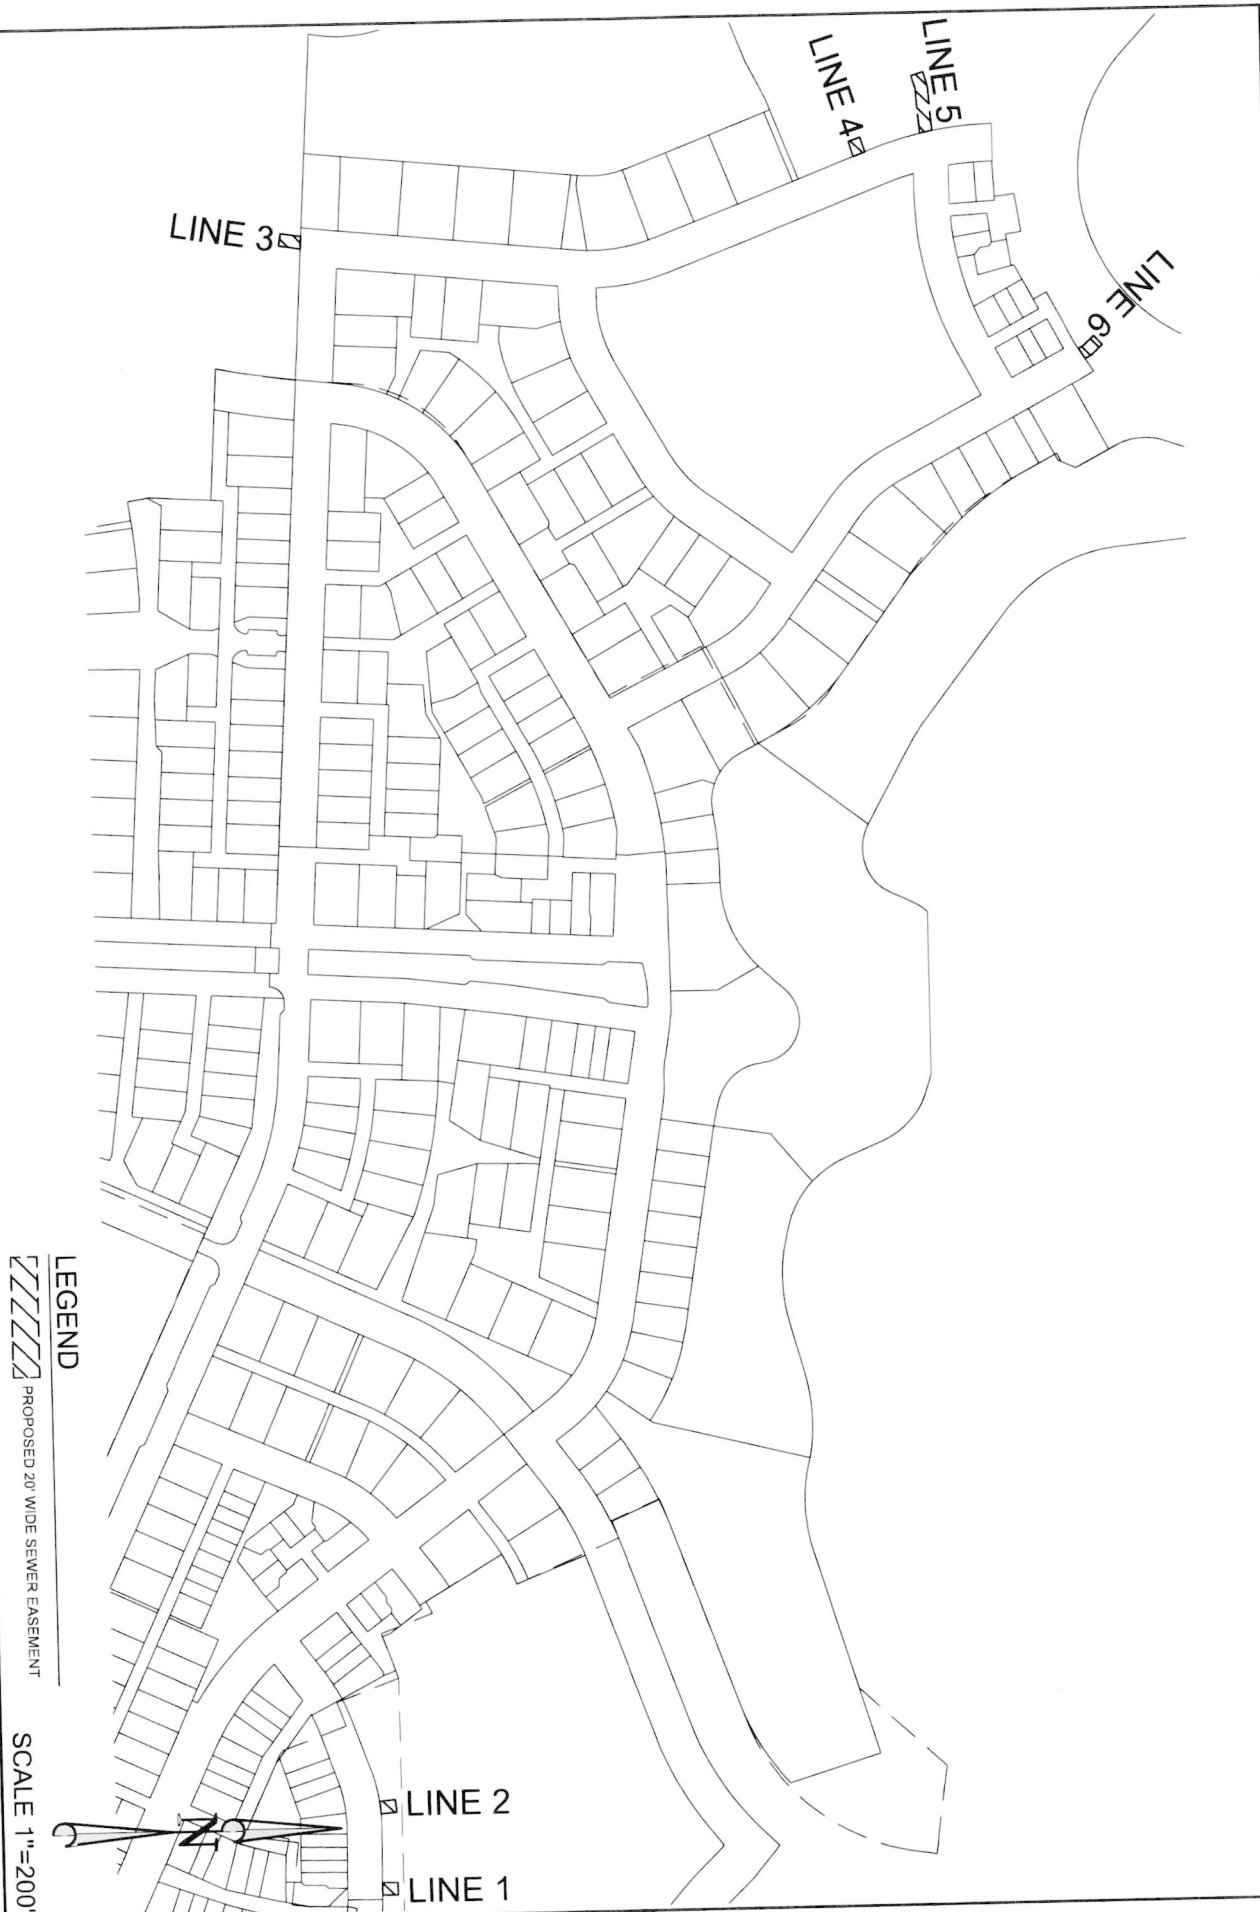 LINE 5
LINE 4
LINE 3
LINE 6
LEGEND
PROPOSED 20' WIDE SEWER EASEMENT
SCALE 1"=200'
N
LINE 2
LINE 1